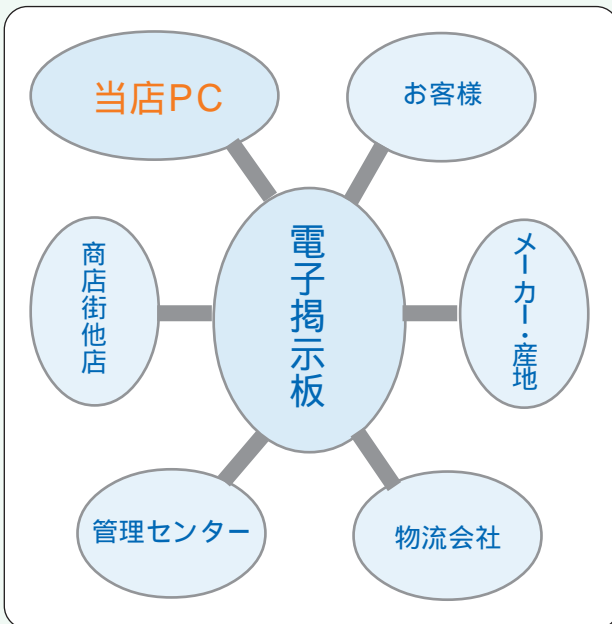 当店PC
お客様
商店街他店
電子掲示板
メーカー・産地
管理センター
物流会社